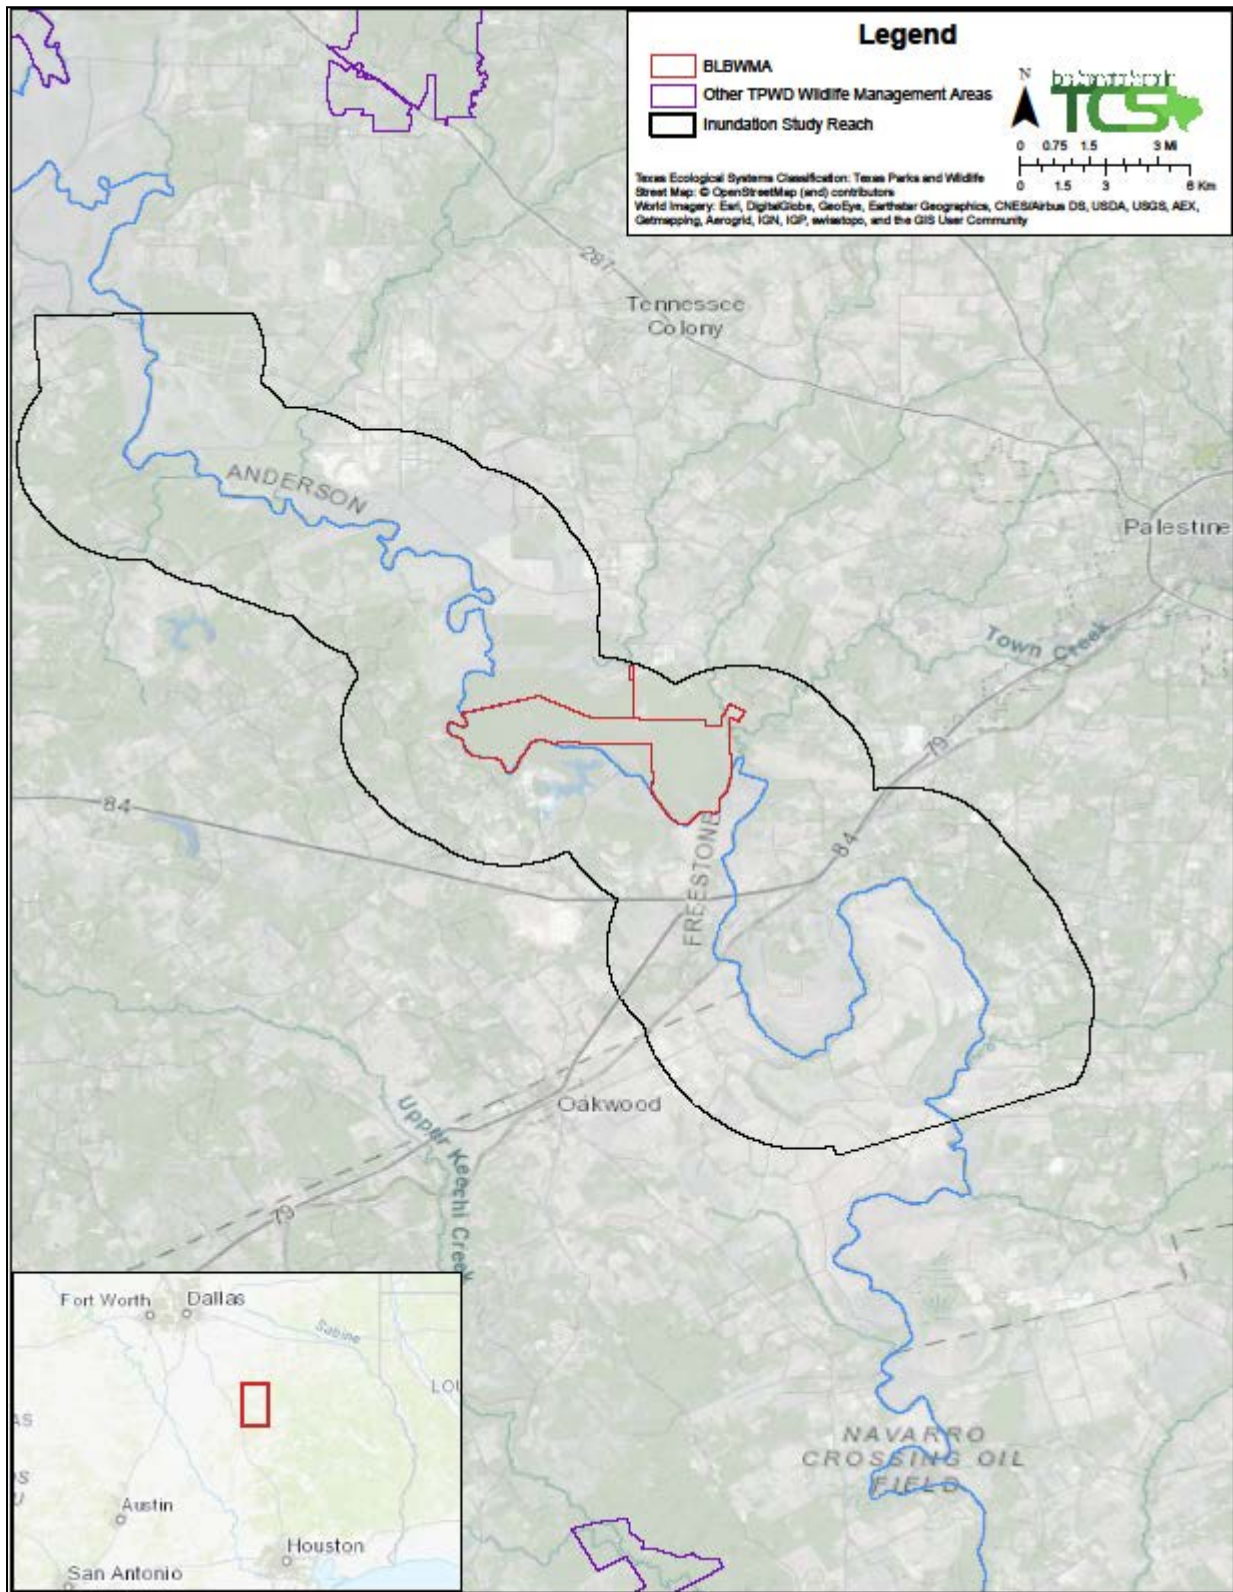 Legend
BLBWMA
Other TPWD Wildlife Management Areas
Inundation Study Reach
N
TCS
0 0.75 1.5 3 Mi
0 1.5 3 6 Km
Texas Ecological Systems Classification: Texas Parks and Wildlife
Street Map: © OpenStreetMap (and) contributors
World Imagery: Esri, DigitalGlobe, GeoEye, Earthstar Geographics, CNES/Airbus DS, USDA, USGS, AEX,
Getmapping, Aerogrid, IGN, IGP, swisstopo, and the GIS User Community
287
Tennessee
Colony
ANDERSON
Palestine
Town Creek
79
84
84
FREESTONE
Oakwood
Upper Keechi Creek
79
NAVARRO
CROSSING OIL
FIELD
Fort Worth
Dallas
Sabine
LOU
AS
OS
U
Austin
Houston
San Antonio